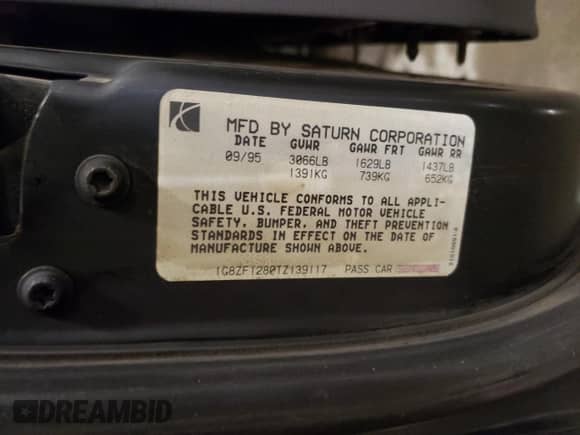 MFD BY SATURN CORPORATION
DATE GVWR GAWR FRT GAWR RR
09/95 3066LB 1629LB 1437LB
1391KG 739KG 652KG
THIS VEHICLE CONFORMS TO ALL APPLI-
CABLE U.S. FEDERAL MOTOR VEHICLE
SAFETY, BUMPER, AND THEFT PREVENTION
STANDARDS IN EFFECT ON THE DATE OF
MANUFACTURE SHOWN ABOVE.
1G8ZF1280TZ139117 PASS CAR
DREAMBID